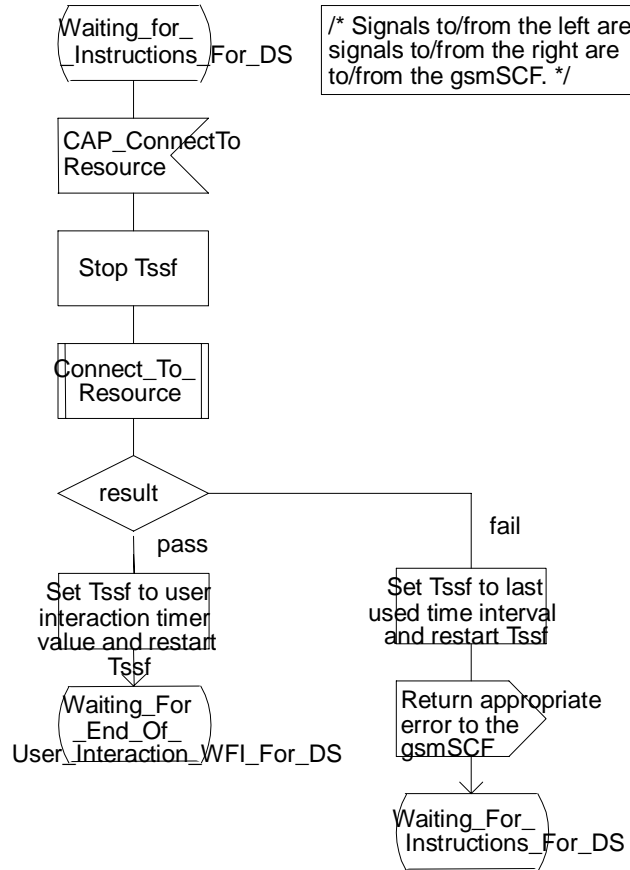 Waiting_for_
_Instructions_For_DS
/* Signals to/from the left are
signals to/from the right are
to/from the gsmSCF. */
CAP_ConnectTo
Resource
Stop Tssf
Connect_To_
Resource
result
pass
fail
Set Tssf to user
interaction timer
value and restart
Tssf
Set Tssf to last
used time interval
and restart Tssf
Waiting_For
_End_Of_
User_Interaction_WFI_For_DS
Return appropriate
error to the
gsmSCF
Waiting_For_
Instructions_For_DS